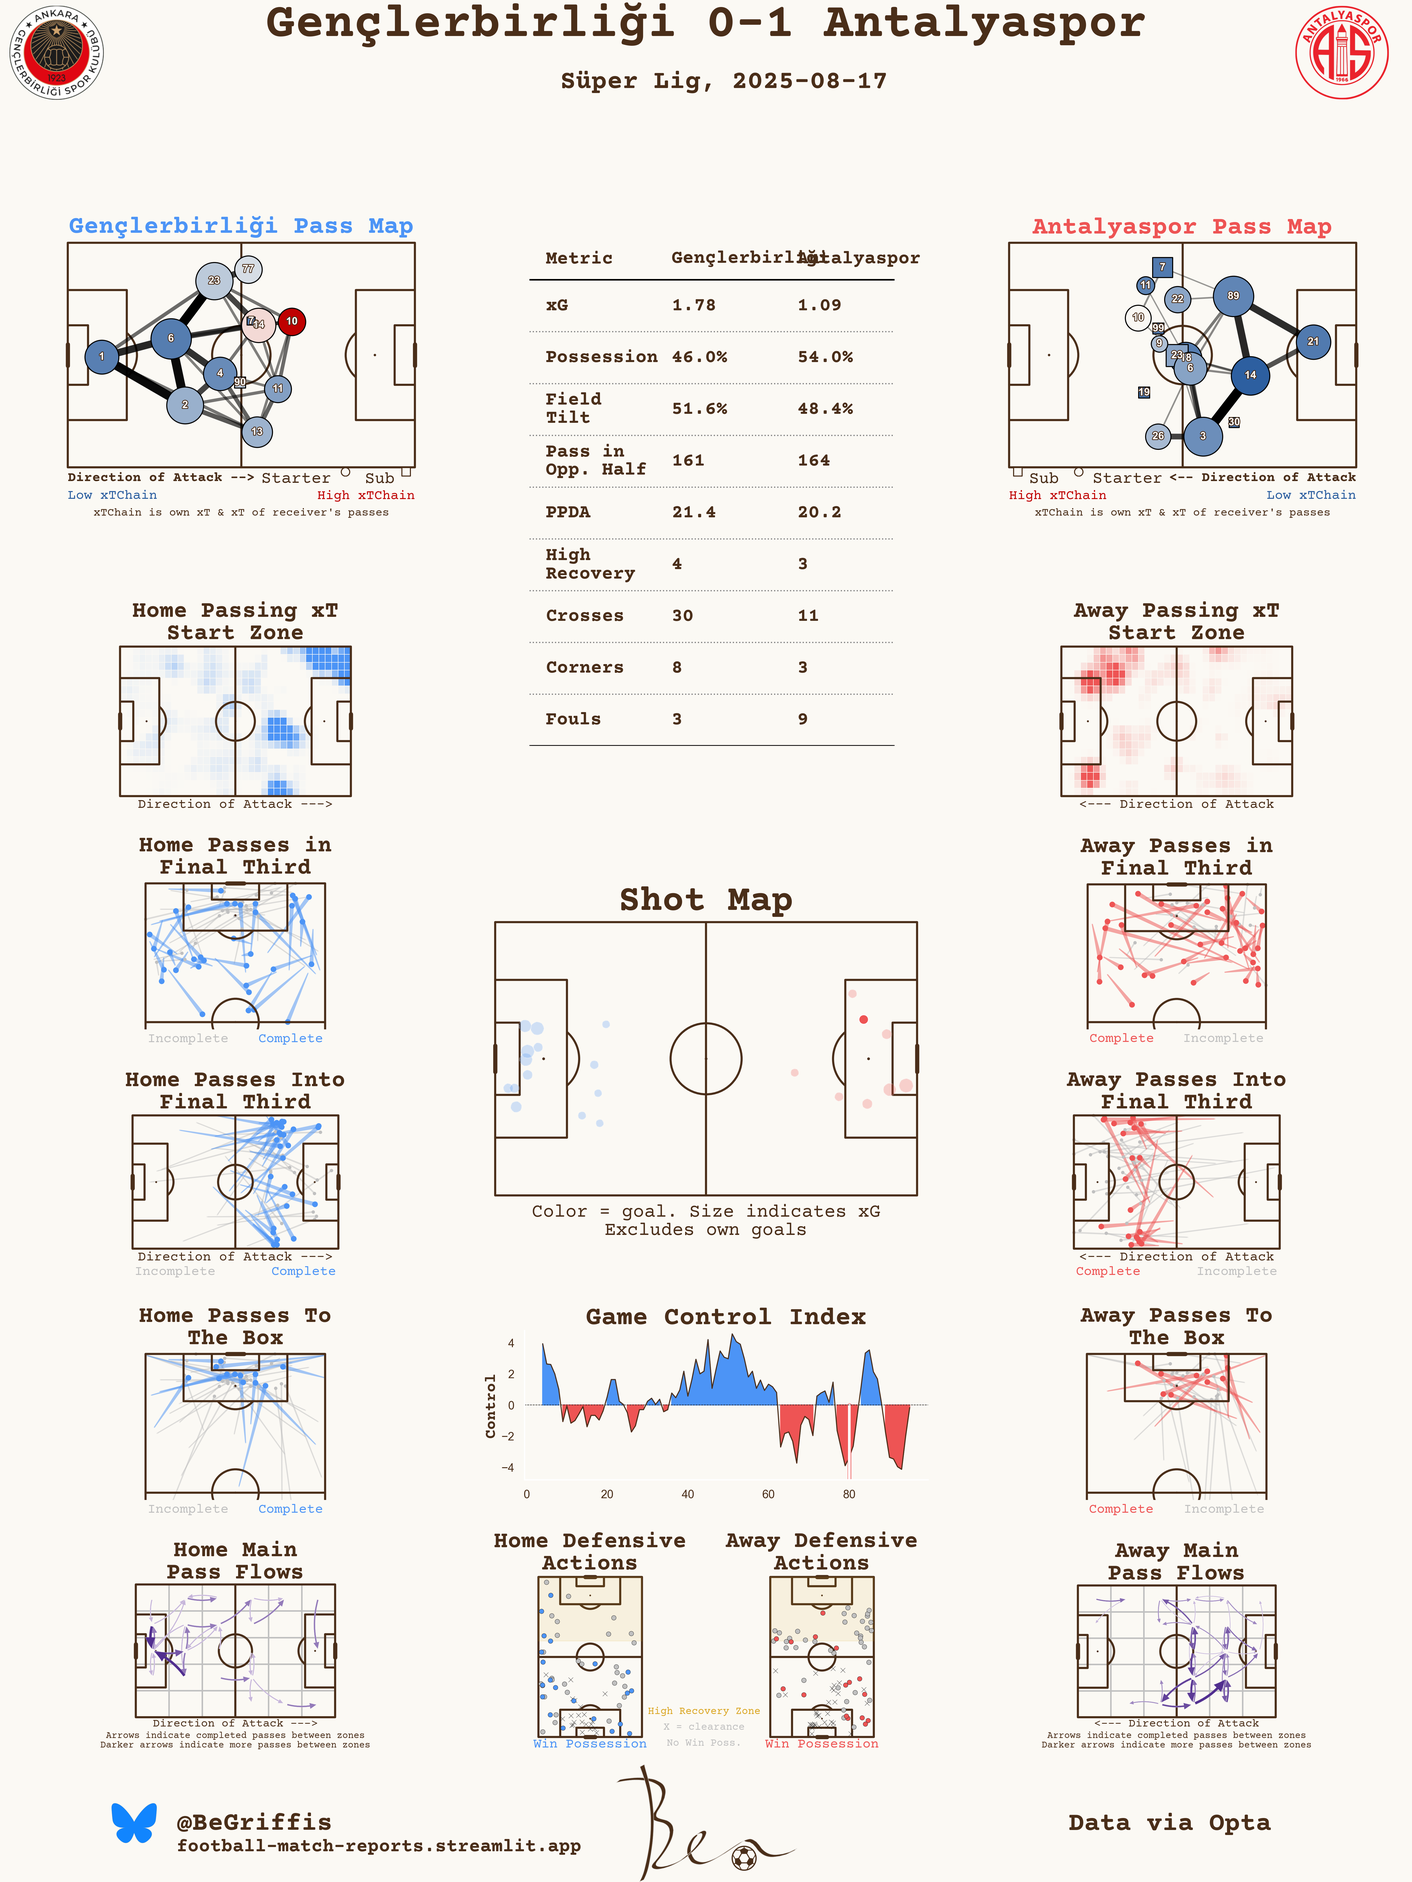 Gençlerbirliği 0-1 Antalyaspor
Süper Lig, 2025-08-17
ANKARA
GENÇLERBİRLİĞİ SPOR KULÜBÜ
1923
ANTALYASPOR
1966
Gençlerbirliği Pass Map
23
77
7
14
10
6
1
4
90
11
2
13
Direction of Attack --> Starter Sub
Low xTChain High xTChain
xTChain is own xT & xT of receiver's passes
Metric Gençlerbirliği Antalyaspor
xG 1.78 1.09
Possession 46.0% 54.0%
Field
Tilt 51.6% 48.4%
Pass in
Opp. Half 161 164
PPDA 21.4 20.2
High
Recovery 4 3
Crosses 30 11
Corners 8 3
Fouls 3 9
Antalyaspor Pass Map
7
11
22
89
10
99
9
21
23
8
6
14
19
30
26
3
Sub Starter <-- Direction of Attack
High xTChain Low xTChain
xTChain is own xT & xT of receiver's passes
Home Passing xT
Start Zone
Direction of Attack --->
Away Passing xT
Start Zone
<--- Direction of Attack
Home Passes in
Final Third
Incomplete Complete
Away Passes in
Final Third
Complete Incomplete
Shot Map
Color = goal. Size indicates xG
Excludes own goals
Home Passes Into
Final Third
Direction of Attack --->
Incomplete Complete
Away Passes Into
Final Third
<--- Direction of Attack
Complete Incomplete
Home Passes To
The Box
Incomplete Complete
Game Control Index
Control
4
2
0
−2
−4
0 20 40 60 80
Away Passes To
The Box
Complete Incomplete
Home Main
Pass Flows
Direction of Attack --->
Arrows indicate completed passes between zones
Darker arrows indicate more passes between zones
Home Defensive
Actions
Win Possession
Away Defensive
Actions
Win Possession
High Recovery Zone
X = clearance
No Win Poss.
Away Main
Pass Flows
<--- Direction of Attack
Arrows indicate completed passes between zones
Darker arrows indicate more passes between zones
@BeGriffis
football-match-reports.streamlit.app
Ben
Data via Opta